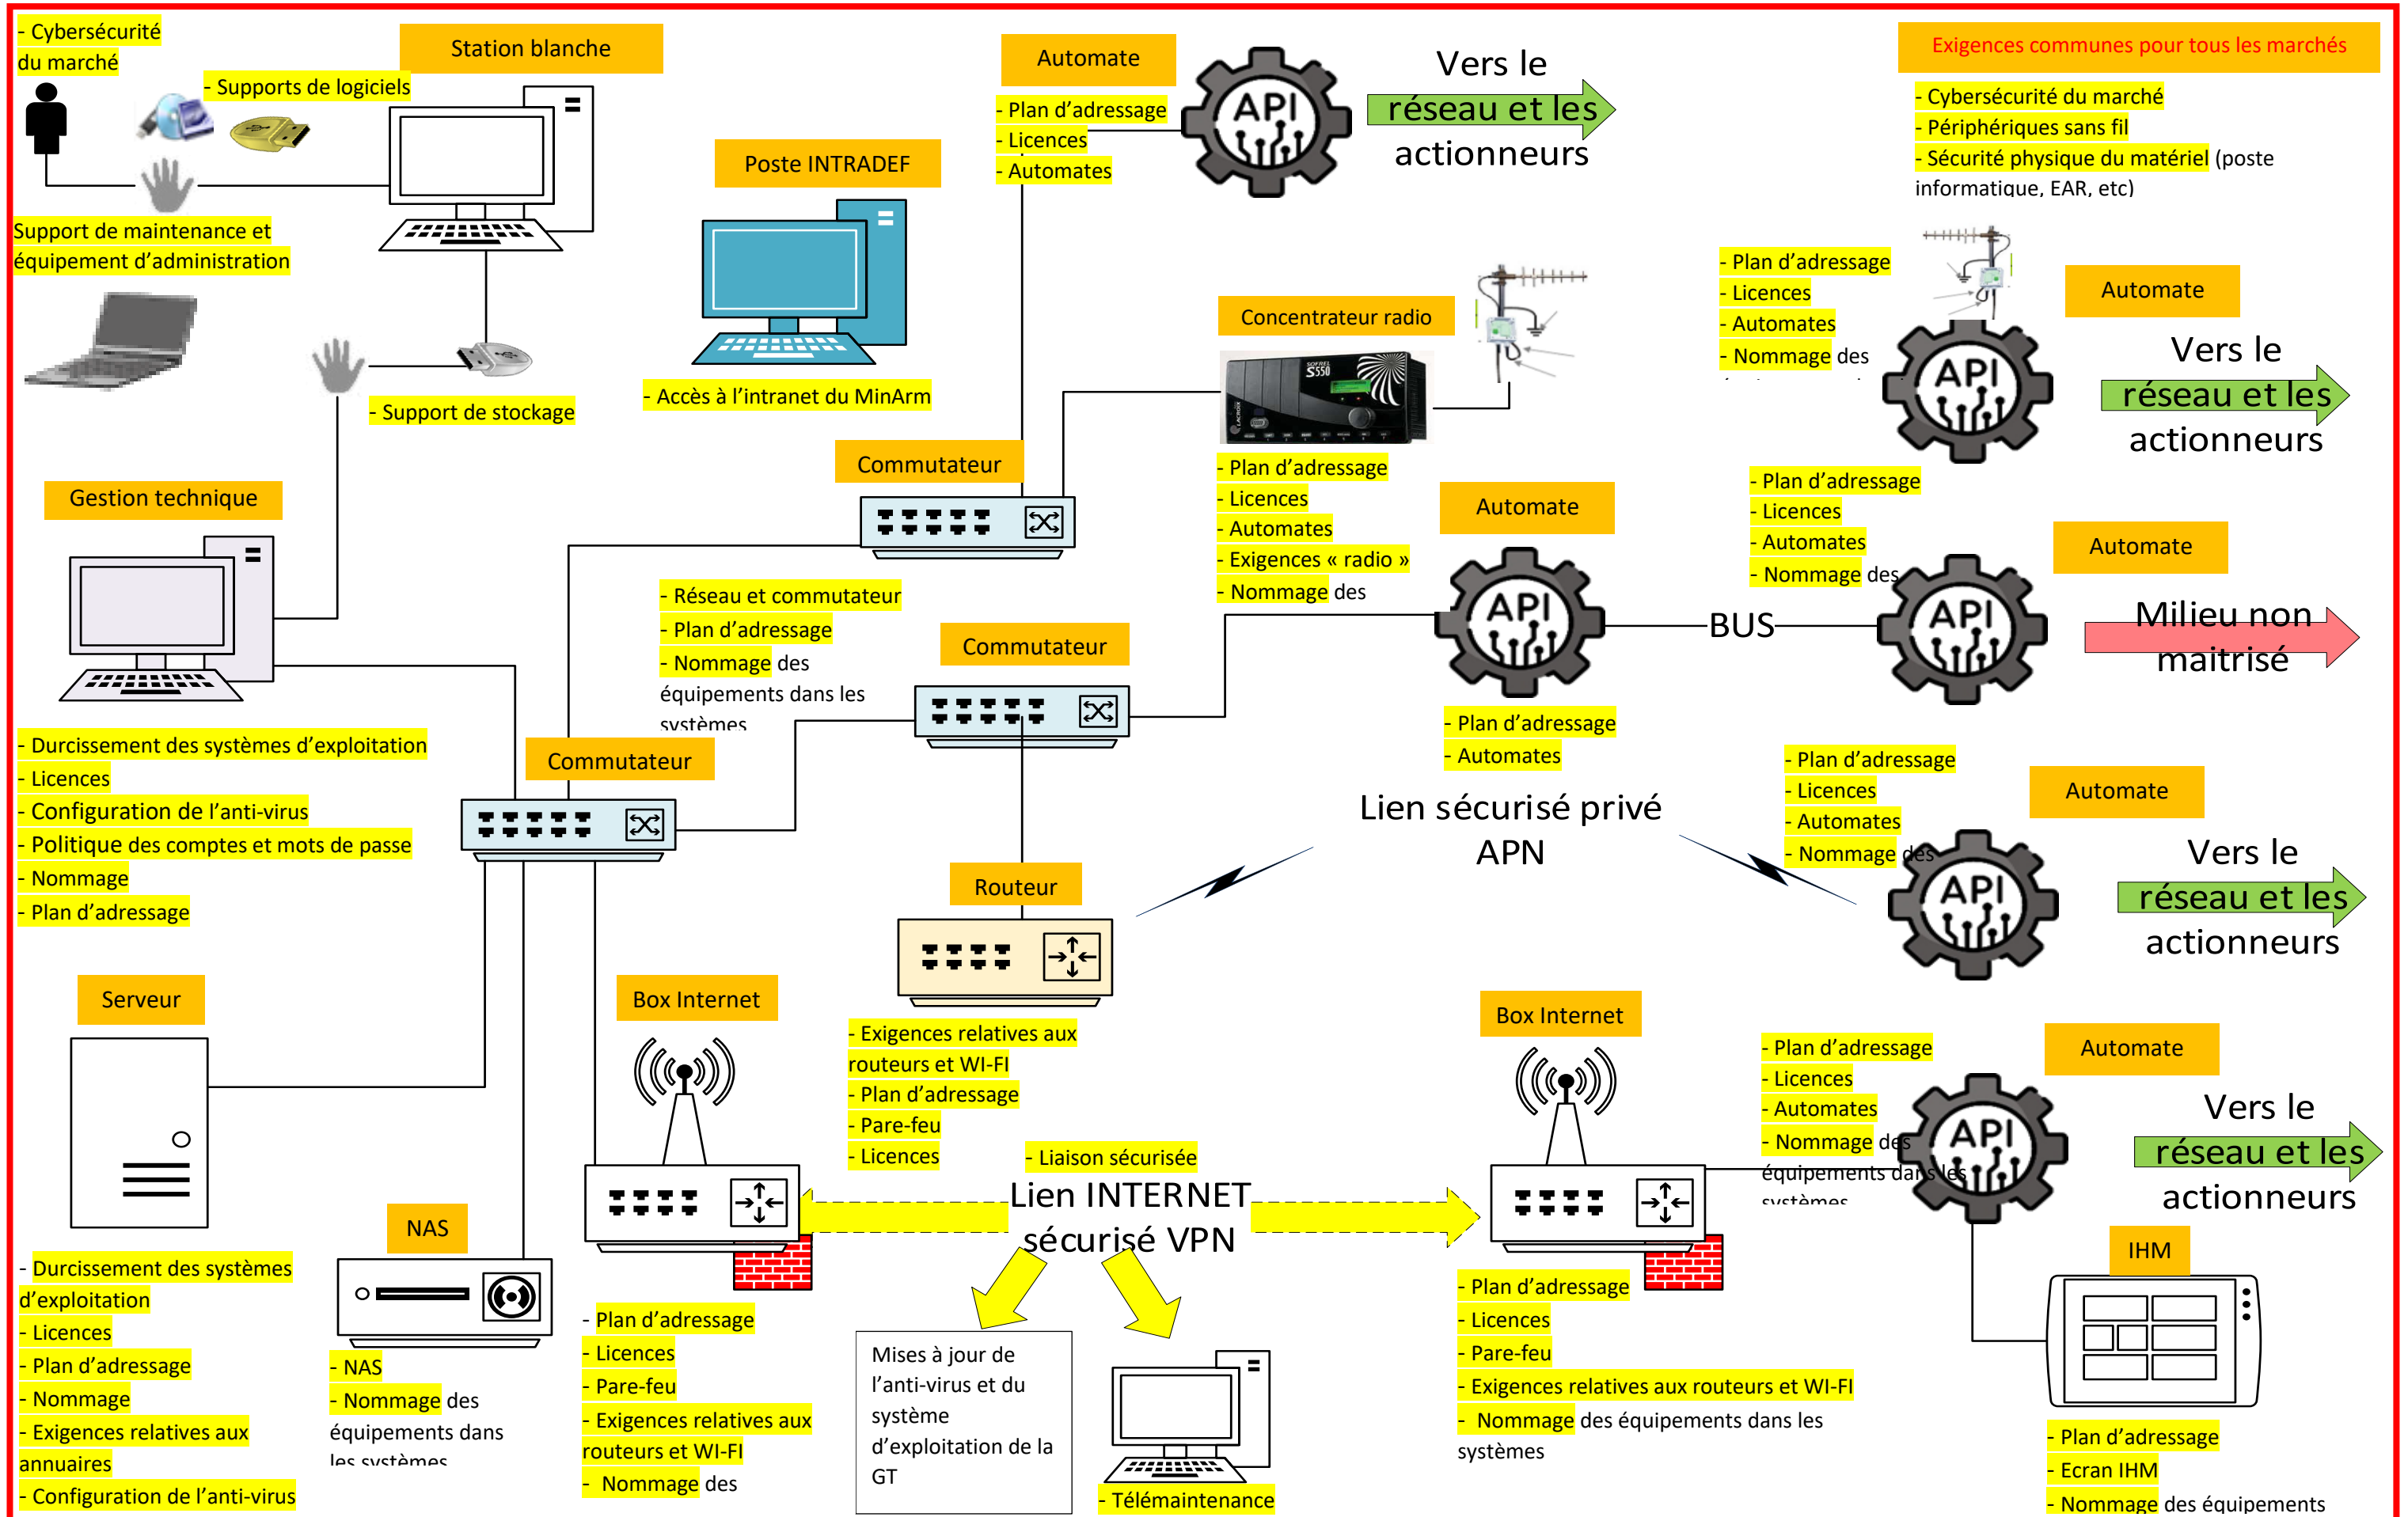 - Cybersécurité
du marché
Station blanche
- Supports de logiciels
Support de maintenance et
équipement d'administration
- Support de stockage
Poste INTRADEF
- Accès à l'intranet du MinArm
Automate
- Plan d'adressage
- Licences
- Automates
API
Vers le
réseau et les
actionneurs
Exigences communes pour tous les marchés
- Cybersécurité du marché
- Périphériques sans fil
- Sécurité physique du matériel (poste
informatique, EAR, etc)
Concentrateur radio
SOFREL
S550
LACROIX
- Plan d'adressage
- Licences
- Automates
- Exigences « radio »
- Nommage des
- Plan d'adressage
- Licences
- Automates
- Nommage des
Automate
API
Vers le
réseau et les
actionneurs
Commutateur
Gestion technique
- Durcissement des systèmes d'exploitation
- Licences
- Configuration de l'anti-virus
- Politique des comptes et mots de passe
- Nommage
- Plan d'adressage
- Réseau et commutateur
- Plan d'adressage
- Nommage des
équipements dans les
systèmes
Commutateur
Commutateur
Automate
API
- Plan d'adressage
- Automates
BUS
- Plan d'adressage
- Licences
- Automates
- Nommage des
Automate
API
Milieu non
maitrisé
Lien sécurisé privé
APN
- Plan d'adressage
- Licences
- Automates
- Nommage des
Automate
API
Vers le
réseau et les
actionneurs
Routeur
- Exigences relatives aux
routeurs et WI-FI
- Plan d'adressage
- Pare-feu
- Licences
Serveur
- Durcissement des systèmes
d'exploitation
- Licences
- Plan d'adressage
- Nommage
- Exigences relatives aux
annuaires
- Configuration de l'anti-virus
NAS
- NAS
- Nommage des
équipements dans
les systèmes
Box Internet
- Plan d'adressage
- Licences
- Pare-feu
- Exigences relatives aux
routeurs et WI-FI
- Nommage des
- Liaison sécurisée
Lien INTERNET
sécurisé VPN
Mises à jour de
l'anti-virus et du
système
d'exploitation de la
GT
- Télémaintenance
Box Internet
- Plan d'adressage
- Licences
- Pare-feu
- Exigences relatives aux routeurs et WI-FI
- Nommage des équipements dans les
systèmes
- Plan d'adressage
- Licences
- Automates
- Nommage des
équipements dans les
systèmes
Automate
API
Vers le
réseau et les
actionneurs
IHM
- Plan d'adressage
- Ecran IHM
- Nommage des équipements